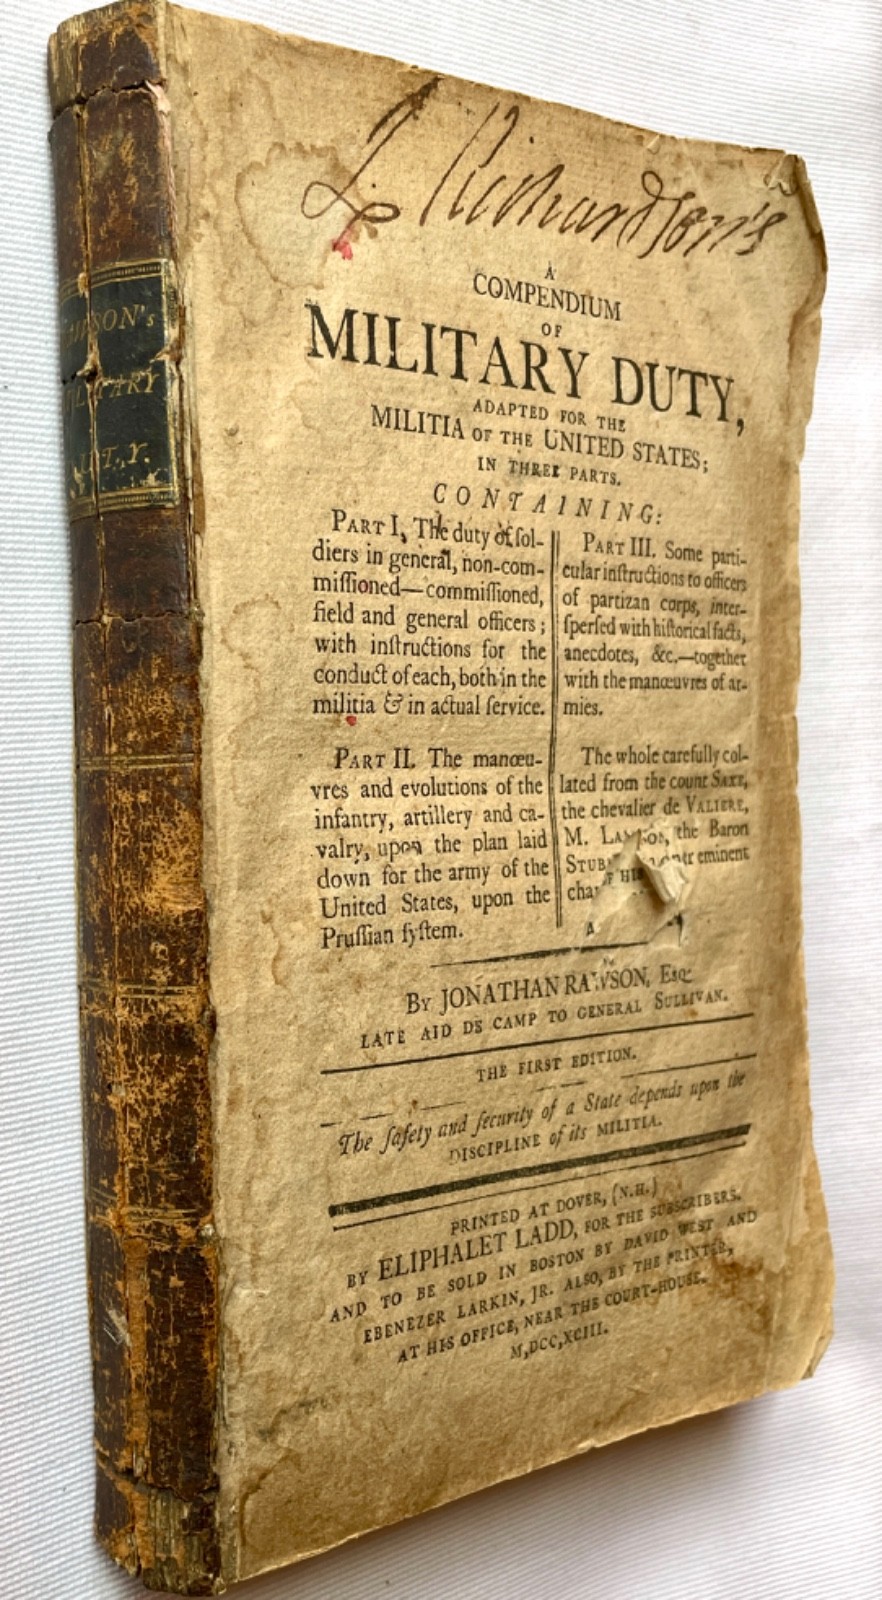 L Richardson's
A
COMPENDIUM
OF
MILITARY DUTY,
ADAPTED FOR THE
MILITIA OF THE UNITED STATES;
IN THREE PARTS.
CONTAINING:
PART I, The duty of ſol-
diers in general, non-com-
miſſioned—commiſſioned,
field and general officers;
with inſtructions for the
conduct of each, both in the
militia & in actual ſervice.
PART II. The manœu-
vres and evolutions of the
infantry, artillery and ca-
valry, upon the plan laid
down for the army of the
United States, upon the
Pruſſian ſyſtem.
PART III. Some parti-
cular inſtructions to officers
of partizan corps, inter-
ſperſed with hiſtorical facts,
anecdotes, &c.—together
with the manœuvres of ar-
mies.
The whole carefully col-
lated from the count SAXE,
the chevalier de VALIERE,
M. the Baron
eminent
BY JONATHAN RAWSON, Esq.
LATE AID DE CAMP TO GENERAL SULLIVAN.
THE FIRST EDITION.
The ſafety and ſecurity of a State depends upon the
DISCIPLINE of its MILITIA.
PRINTED AT DOVER, (N.H.)
BY ELIPHALET LADD, FOR THE SUBSCRIBERS.
AND TO BE SOLD IN BOSTON BY DAVID WEST AND
EBENEZER LARKIN, JR. ALSO, BY THE PRINTER,
AT HIS OFFICE, NEAR THE COURT-HOUSE.
M,DCC,XCIII.